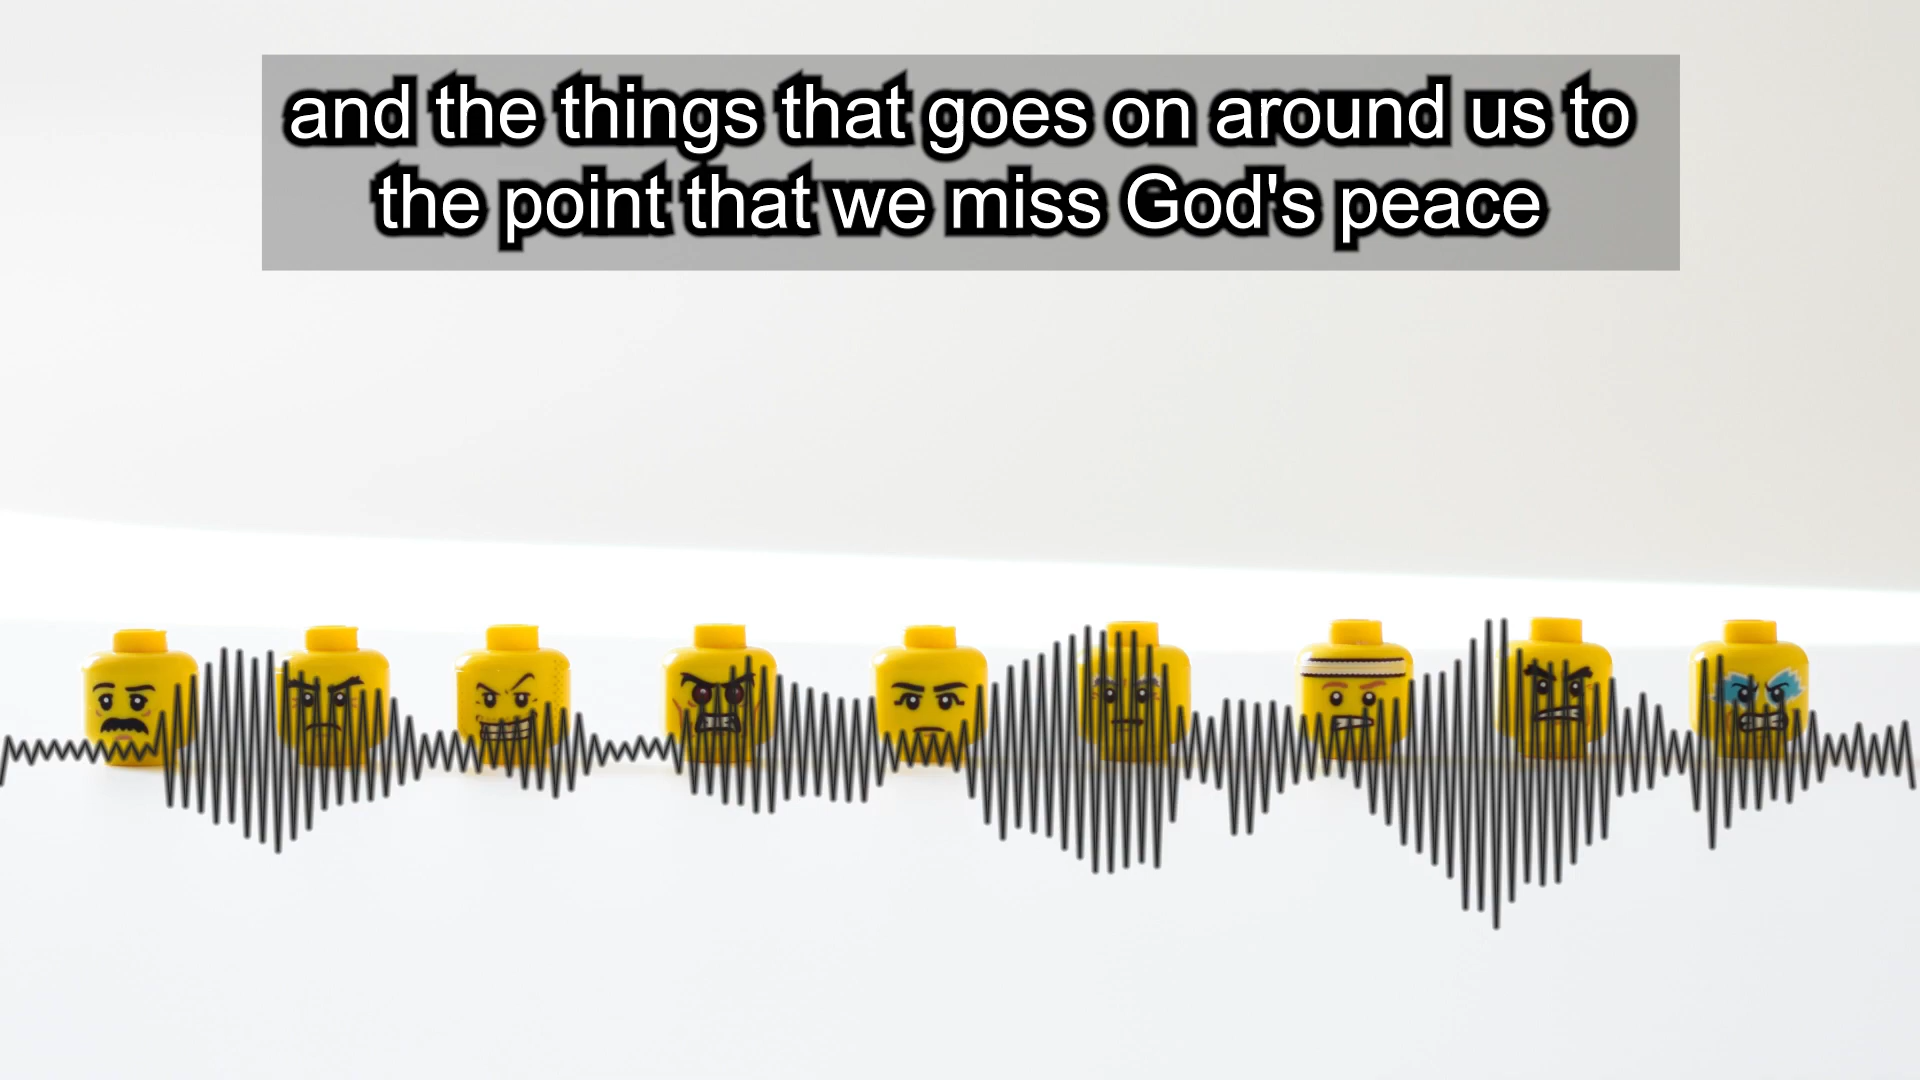 and the things that goes on around us to
the point that we miss God's peace